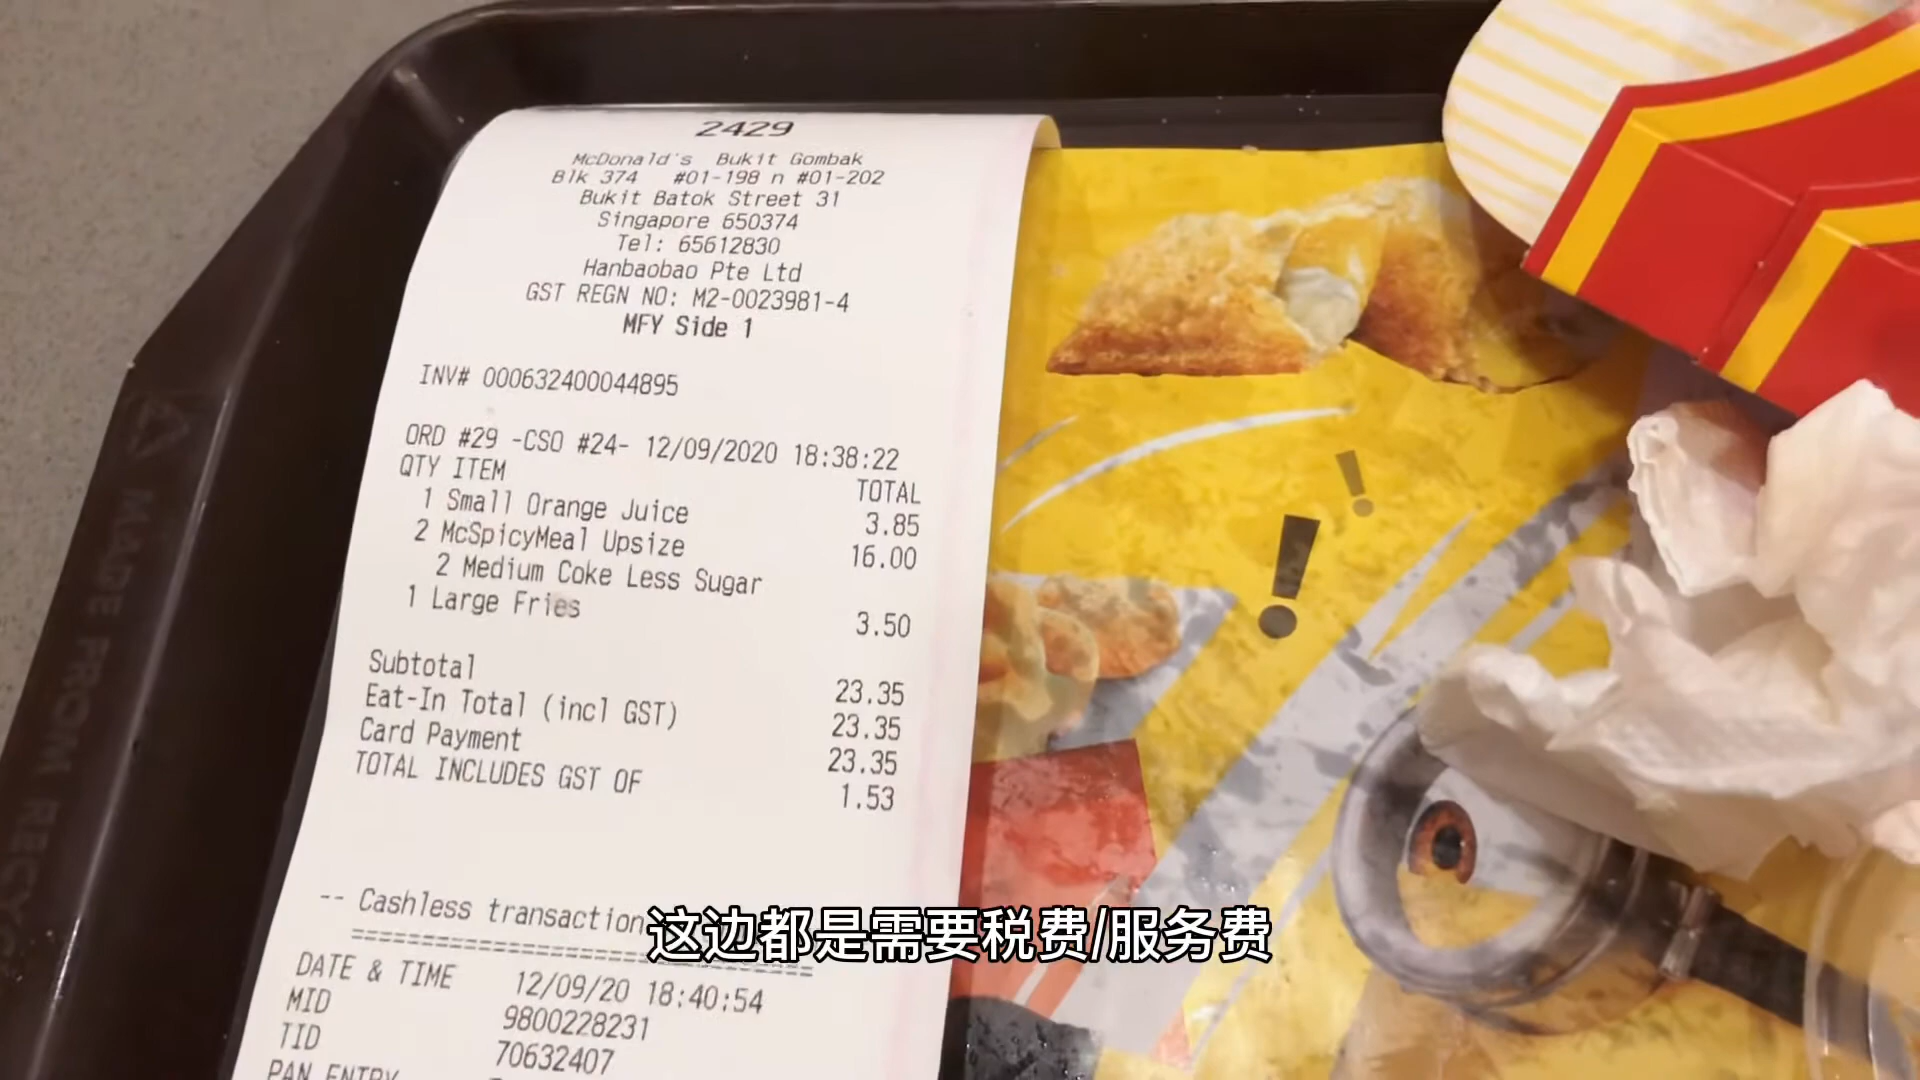 2429
McDonald's Bukit Gombak
Blk 374 #01-198 n #01-202
Bukit Batok Street 31
Singapore 650374
Tel: 65612830
Hanbaobao Pte Ltd
GST REGN NO: M2-0023981-4
MFY Side 1
INV# 000632400044895
ORD #29 -CSO #24- 12/09/2020 18:38:22
QTY ITEM TOTAL
1 Small Orange Juice 3.85
2 McSpicyMeal Upsize 16.00
2 Medium Coke Less Sugar
1 Large Fries 3.50
Subtotal 23.35
Eat-In Total (incl GST) 23.35
Card Payment 23.35
TOTAL INCLUDES GST OF 1.53
-- Cashless transaction
这边都是需要税费/服务费
DATE & TIME 12/09/20 18:40:54
MID 9800228231
TID 70632407
PAN ENTRY
MADE FROM RECY